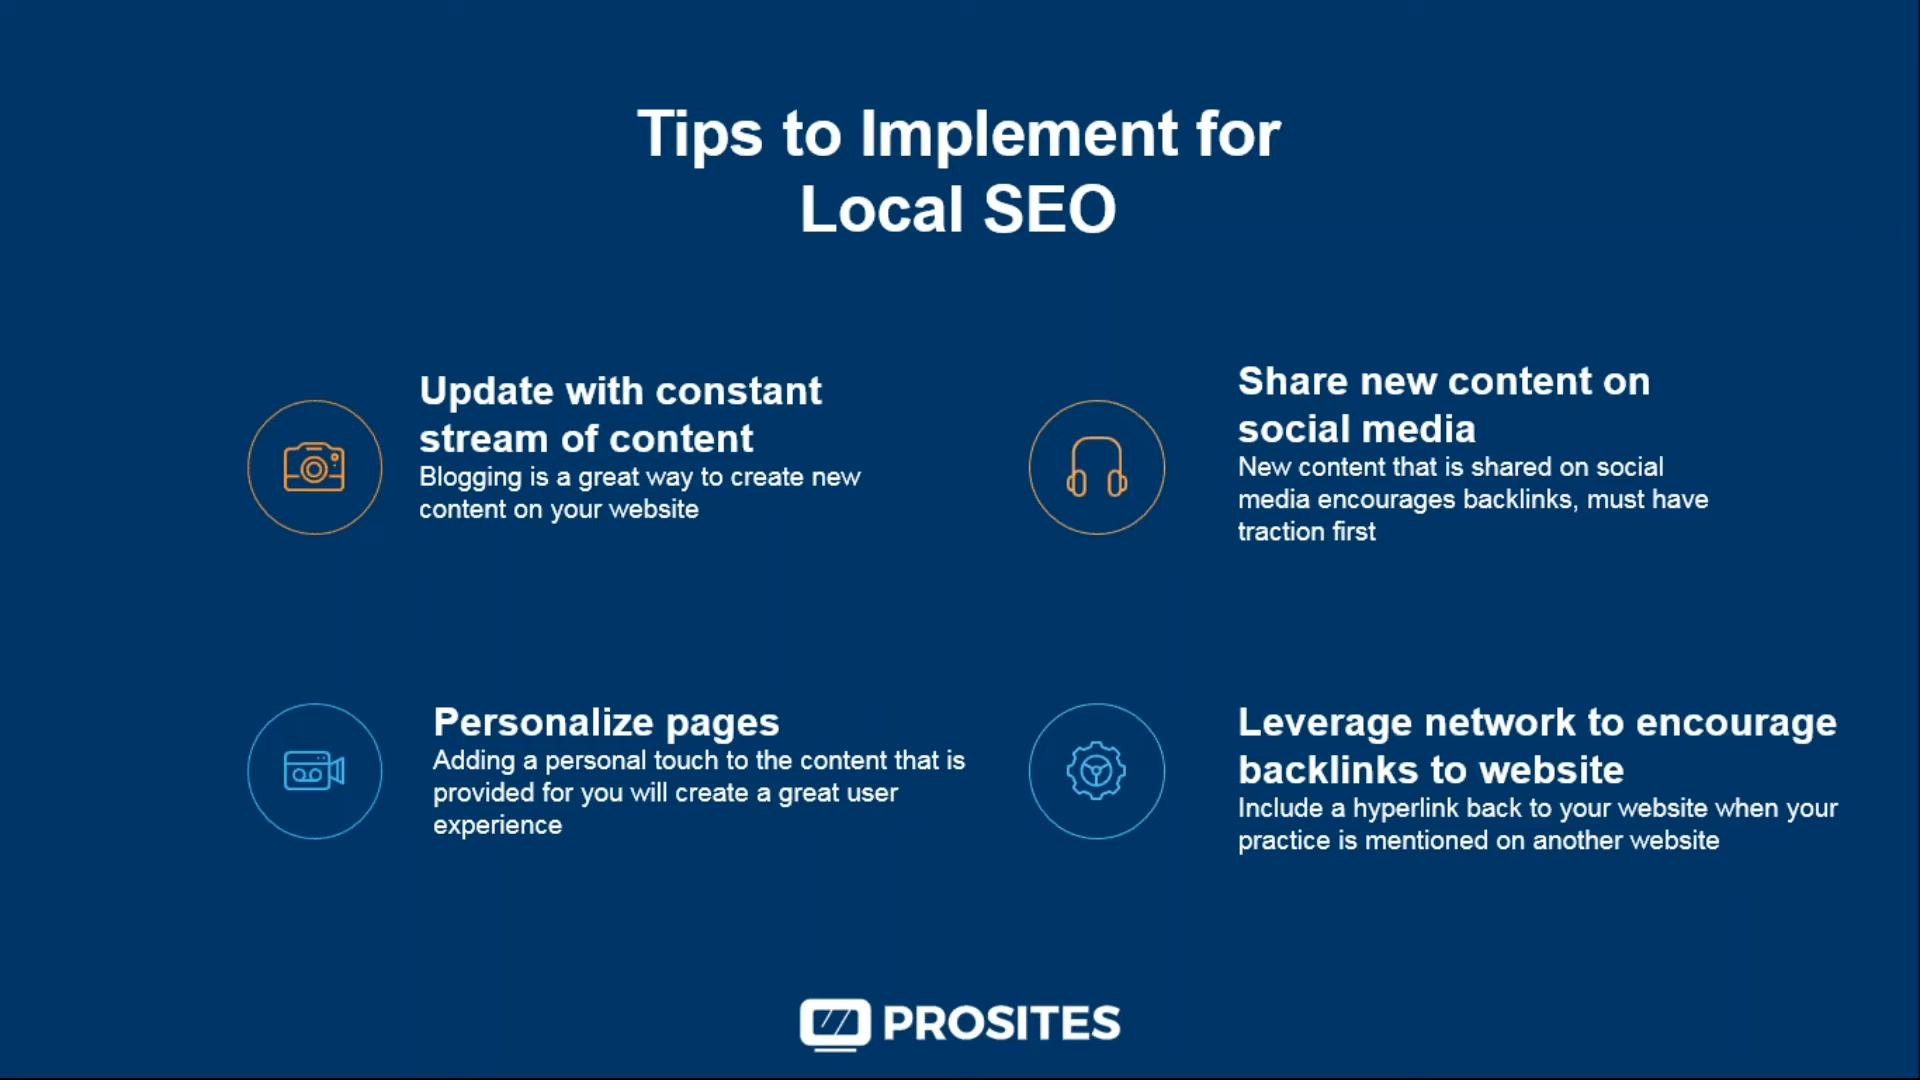 Tips to Implement for
Local SEO
Update with constant
stream of content
Blogging is a great way to create new
content on your website
Share new content on
social media
New content that is shared on social
media encourages backlinks, must have
traction first
Personalize pages
Adding a personal touch to the content that is
provided for you will create a great user
experience
Leverage network to encourage
backlinks to website
Include a hyperlink back to your website when your
practice is mentioned on another website
PROSITES